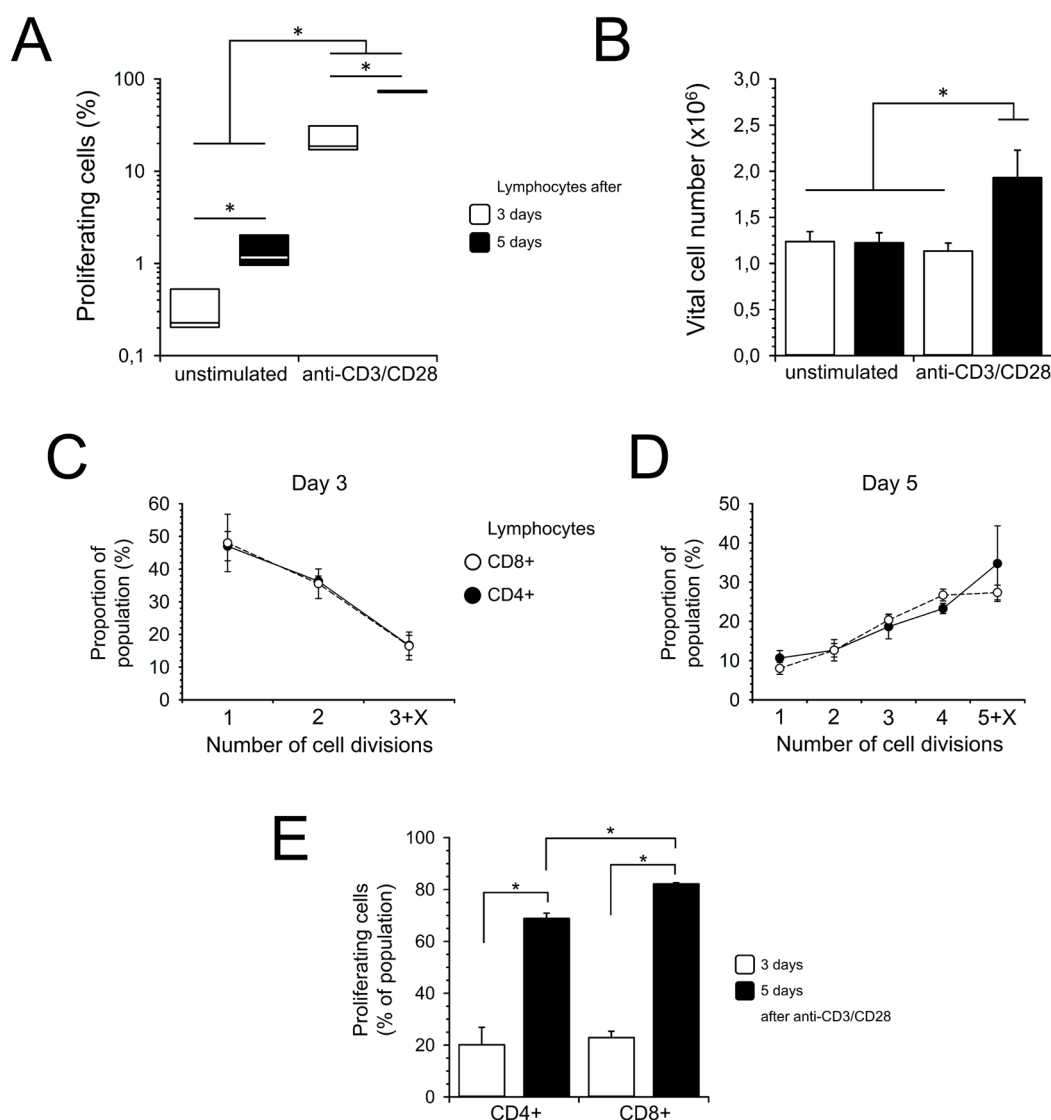 A
*
*
*
Proliferating cells (%)
100
10
1
0,1
unstimulated
anti-CD3/CD28
Lymphocytes after
3 days
5 days
B
*
Vital cell number (x10⁶)
3,0
2,5
2,0
1,5
1,0
0,5
0,0
unstimulated
anti-CD3/CD28
C
Day 3
Proportion of
population (%)
60
50
40
30
20
10
0
1 2 3+X
Number of cell divisions
Lymphocytes
CD8+
CD4+
D
Day 5
Proportion of
population (%)
50
40
30
20
10
0
1 2 3 4 5+X
Number of cell divisions
E
*
*
*
Proliferating cells
(% of population)
100
80
60
40
20
0
CD4+
CD8+
3 days
5 days
after anti-CD3/CD28